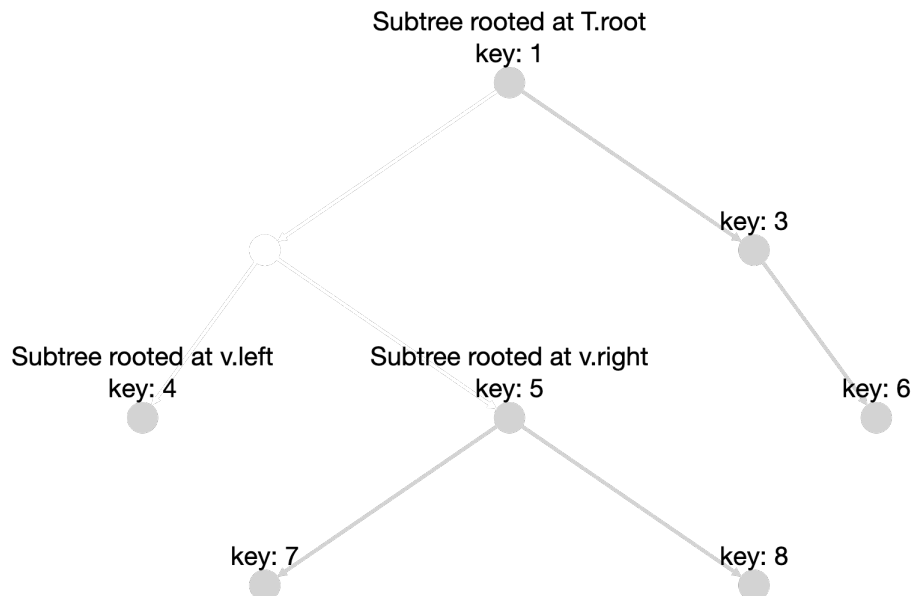 Subtree rooted at T.root
key: 1
key: 3
Subtree rooted at v.left
key: 4
Subtree rooted at v.right
key: 5
key: 6
key: 7
key: 8